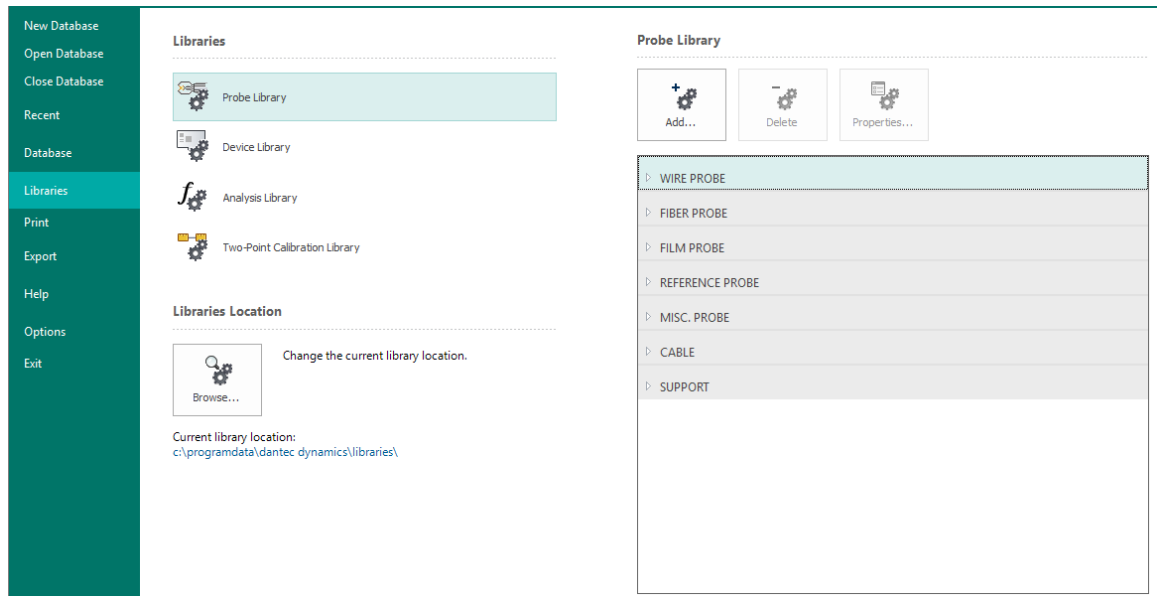 New Database
Open Database
Close Database
Recent
Database
Libraries
Print
Export
Help
Options
Exit
Libraries
Probe Library
Device Library
Analysis Library
Two-Point Calibration Library
Libraries Location
Browse...
Change the current library location.
Current library location:
c:\programdata\dantec dynamics\libraries\
Probe Library
Add...
Delete
Properties...
WIRE PROBE
FIBER PROBE
FILM PROBE
REFERENCE PROBE
MISC. PROBE
CABLE
SUPPORT